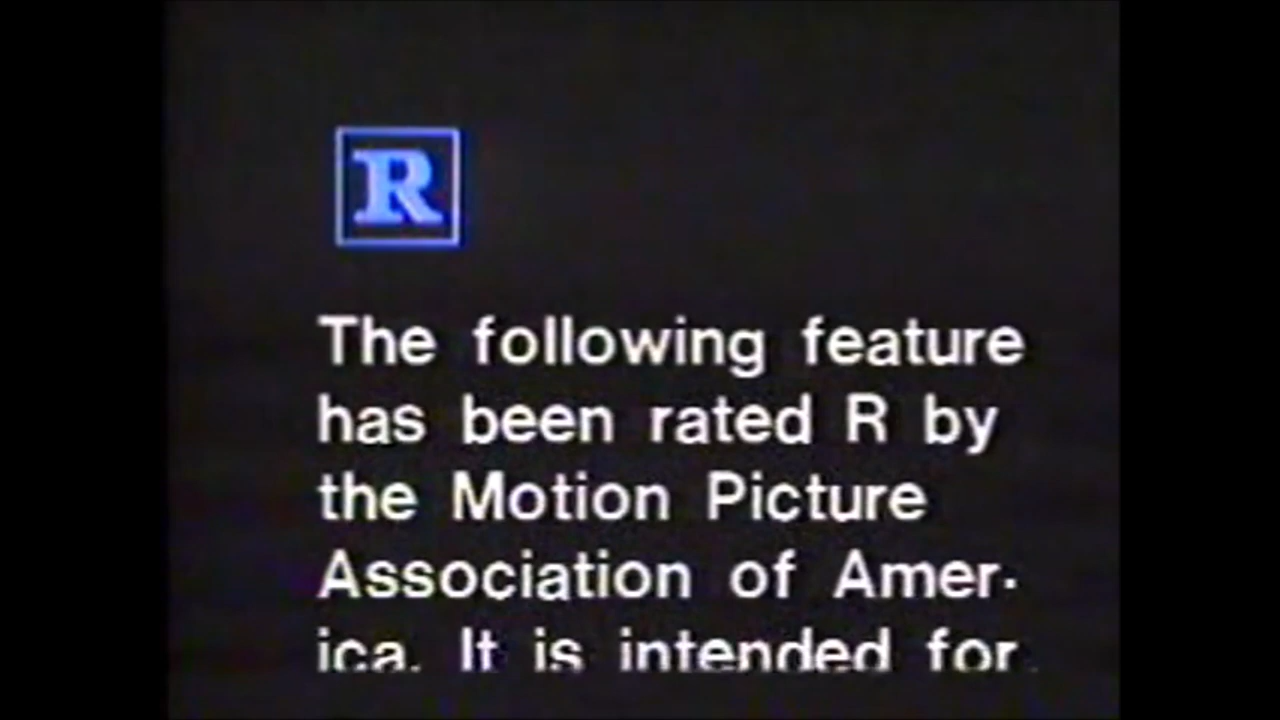 R
The following feature
has been rated R by
the Motion Picture
Association of Amer-
ica. It is intended for